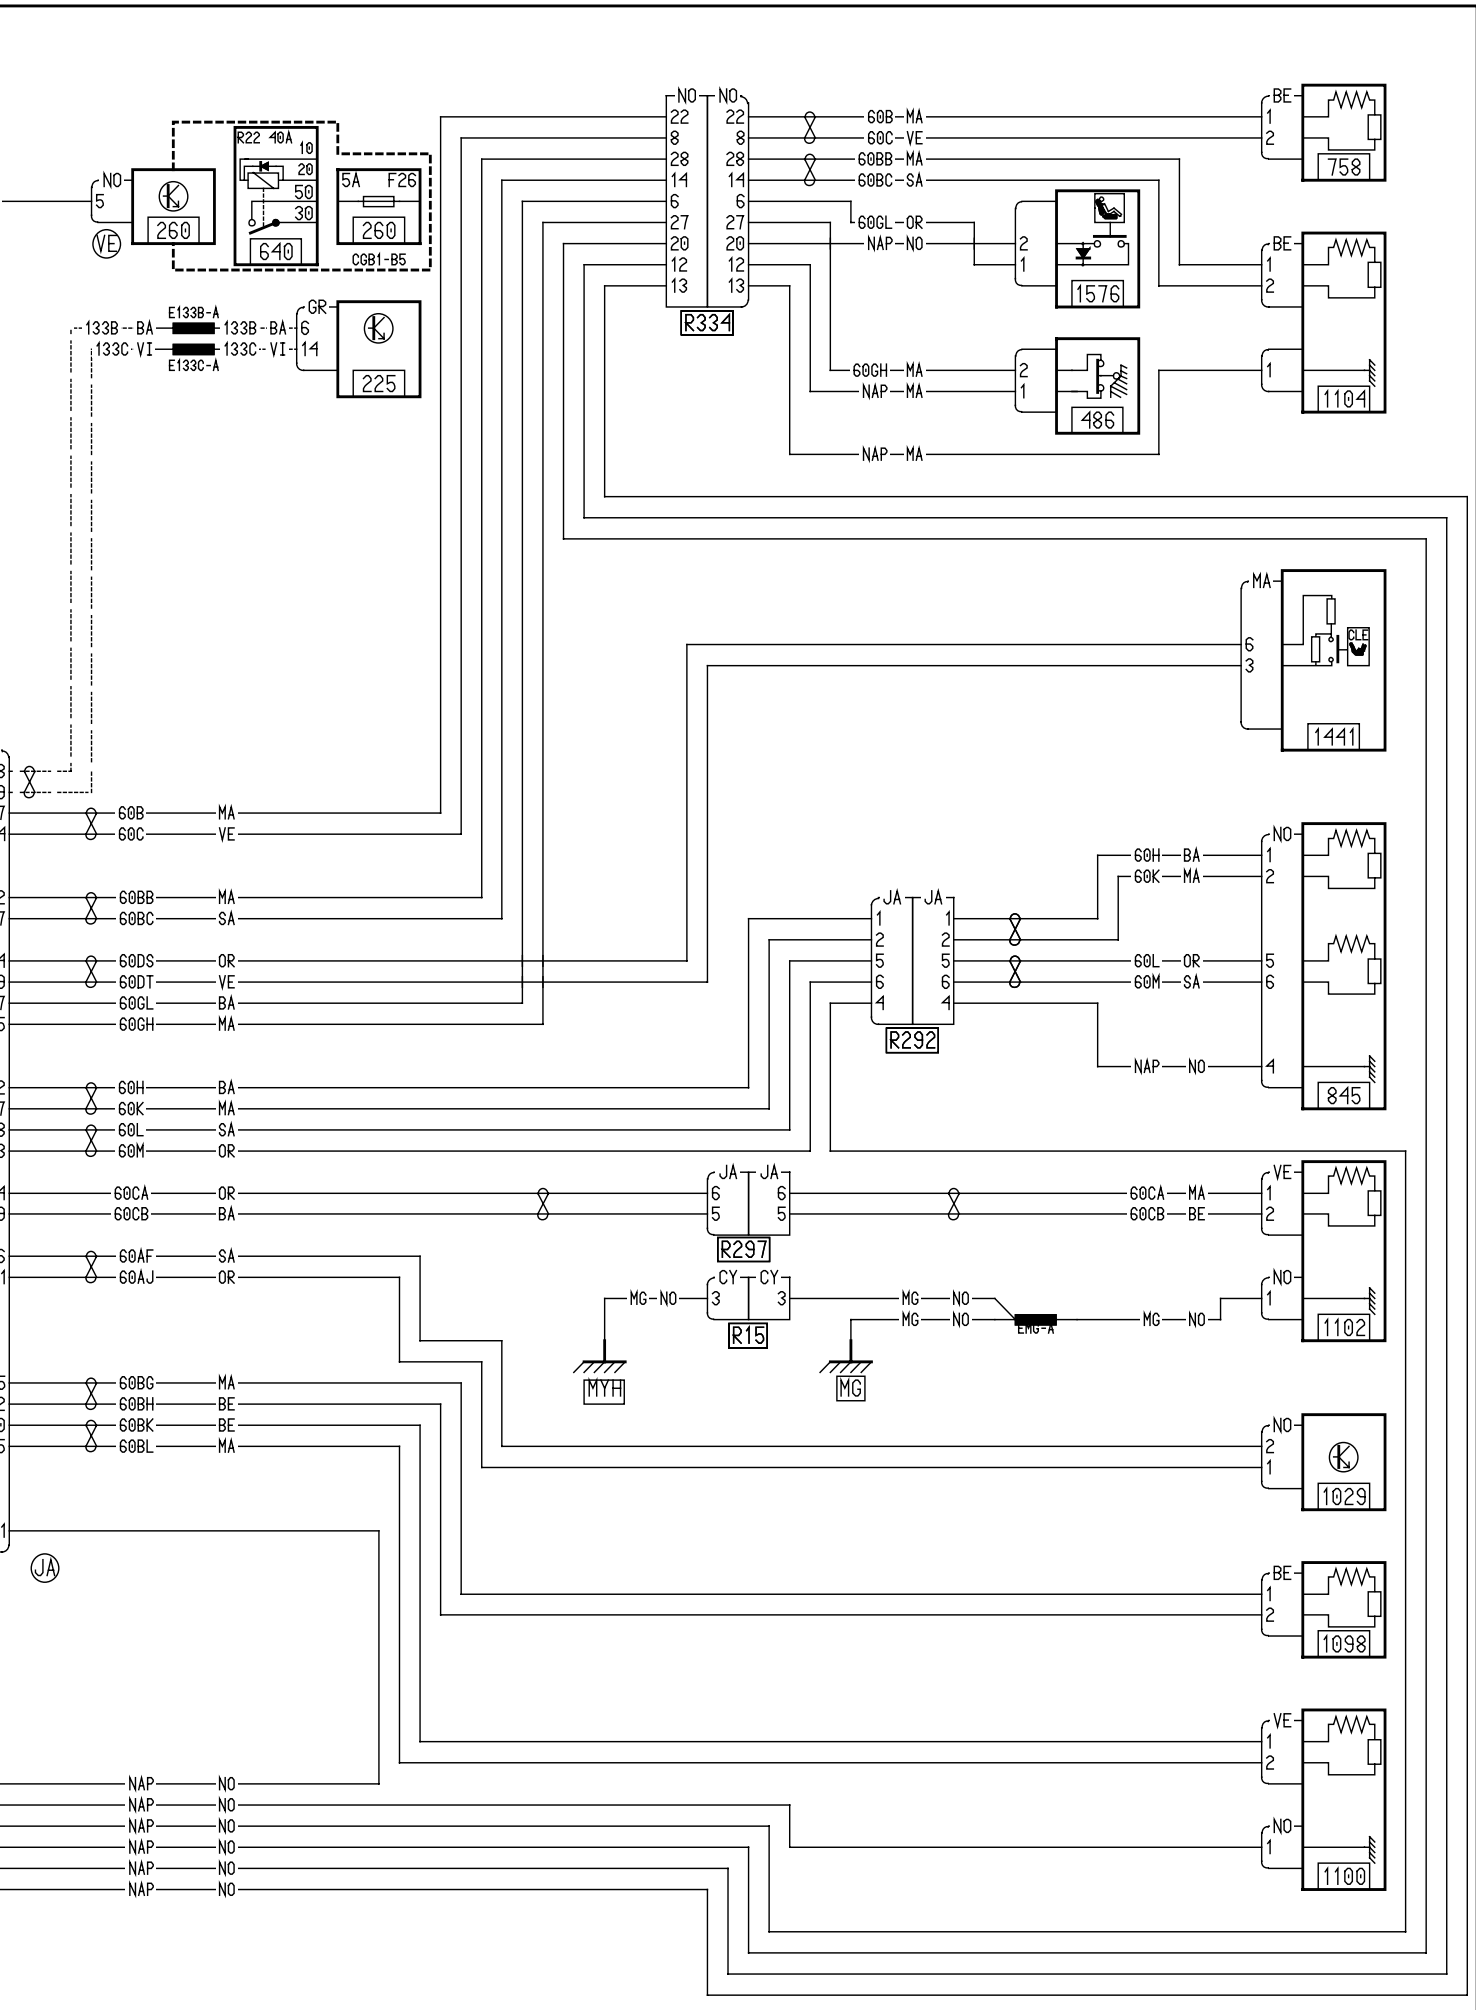 NO NO BE
22 22 60B MA 1
8 8 60C VE 2
28 28 60BB MA 758
14 14 60BC SA
6 6
27 27 60GL OR
20 20 NAP NO 2
12 12 1
13 13 1576
R334
BE
1
2
R22 40A
10
20
50
30
640
5A F26
260
CGB1-B5
NO
5
260
VE
E133B-A
133B BA 133B BA 6
133C VI 133C VI 14
E133C-A
GR
225
60GH MA 2
NAP MA 1
486
1
1104
NAP MA
MA
6
3
CLE
1441
60B MA
60C VE
60BB MA
60BC SA
60DS OR
60DT VE
60GL BA
60GH MA
JA JA
1 1
2 2
5 5
6 6
4 4
R292
NO
60H BA 1
60K MA 2
60L OR 5
60M SA 6
NAP NO 4
845
60H BA
60K MA
60L SA
60M OR
JA JA VE
60CA OR 6 6 60CA MA 1
60CB BA 5 5 60CB BE 2
R297
60AF SA
60AJ OR
CY CY NO
MG NO 3 3 MG NO 1
MG NO MG NO
EMG-A
R15
1102
MYH
MG
60BG MA
60BH BE
60BK BE
60BL MA
NO
2
1
1029
1
JA
BE
1
2
1098
VE
1
2
NAP NO
NAP NO
NAP NO
NAP NO
NAP NO
NAP NO
NO
1
1100